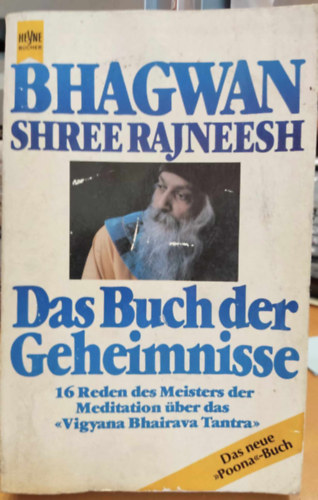 HEYNE
BÜCHER
BHAGWAN
SHREE RAJNEESH
Das Buch der
Geheimnisse
16 Reden des Meisters der
Meditation über das
«Vigyana Bhairava Tantra»
Das neue
»Poona«-Buch